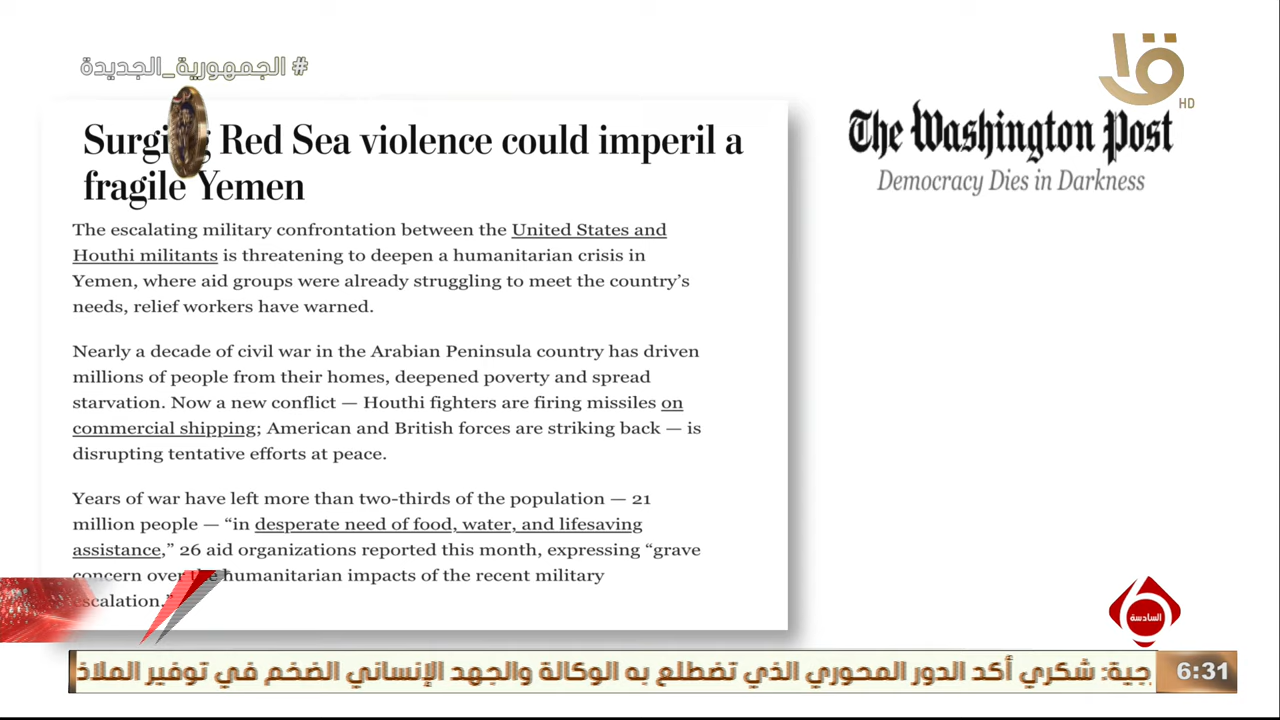 # الجمهورية_الجديدة
HD
Surging Red Sea violence could imperil a
fragile Yemen
The Washington Post
Democracy Dies in Darkness
The escalating military confrontation between the United States and
Houthi militants is threatening to deepen a humanitarian crisis in
Yemen, where aid groups were already struggling to meet the country’s
needs, relief workers have warned.
Nearly a decade of civil war in the Arabian Peninsula country has driven
millions of people from their homes, deepened poverty and spread
starvation. Now a new conflict — Houthi fighters are firing missiles on
commercial shipping; American and British forces are striking back — is
disrupting tentative efforts at peace.
Years of war have left more than two-thirds of the population — 21
million people — “in desperate need of food, water, and lifesaving
assistance,” 26 aid organizations reported this month, expressing “grave
concern over the humanitarian impacts of the recent military
escalation.”
السادسة
جية: شكري أكد الدور المحوري الذي تضطلع به الوكالة والجهد الإنساني الضخم في توفير الملاذ
6:31